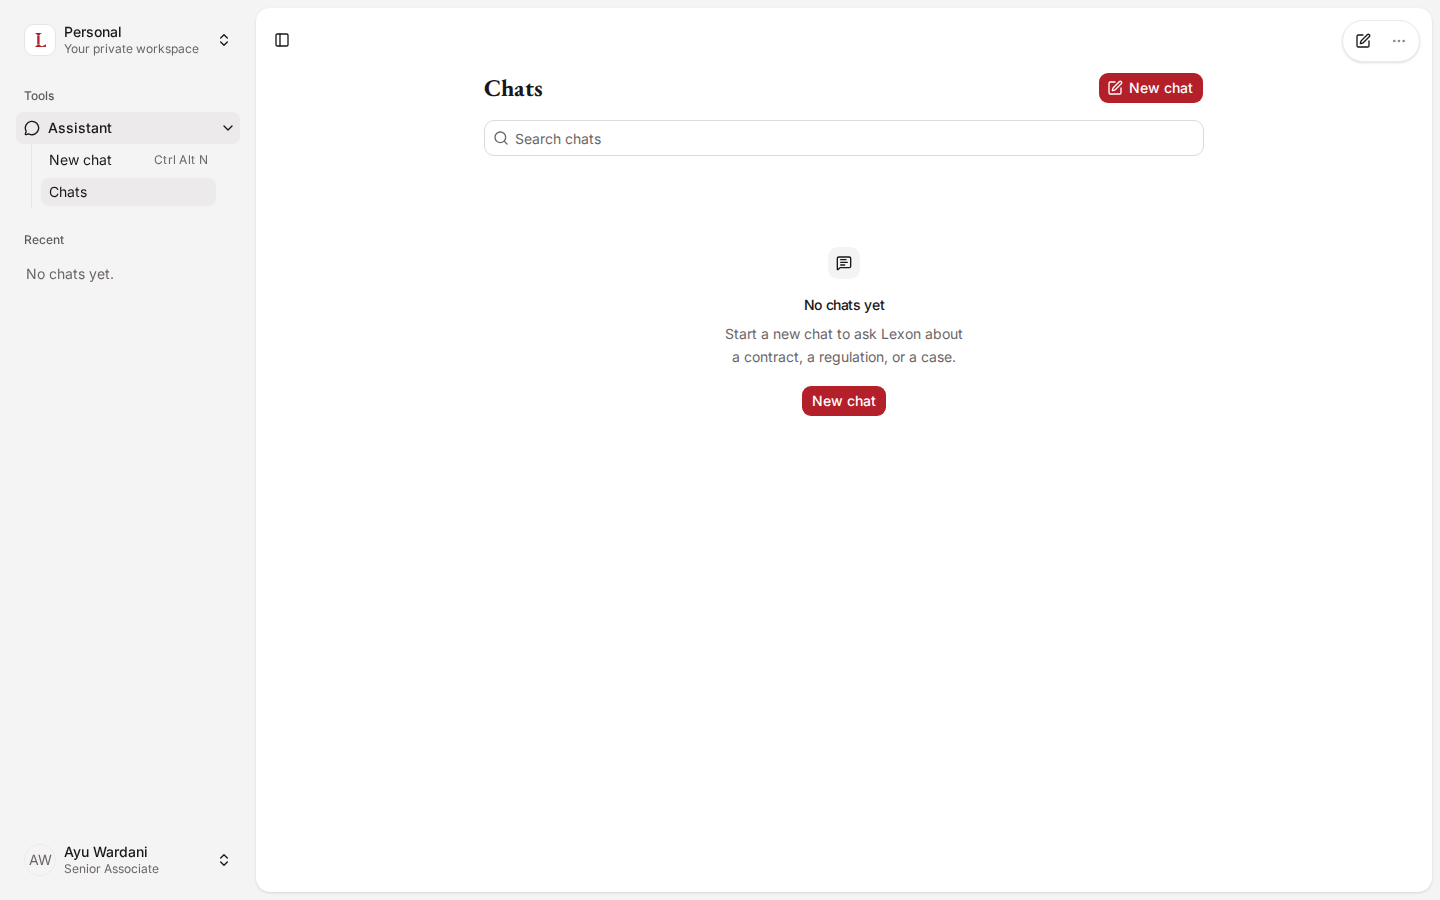 L
Personal
Your private workspace
Tools
Assistant
New chat Ctrl Alt N
Chats
Recent
No chats yet.
AW
Ayu Wardani
Senior Associate
Chats
New chat
Search chats
No chats yet
Start a new chat to ask Lexon about
a contract, a regulation, or a case.
New chat